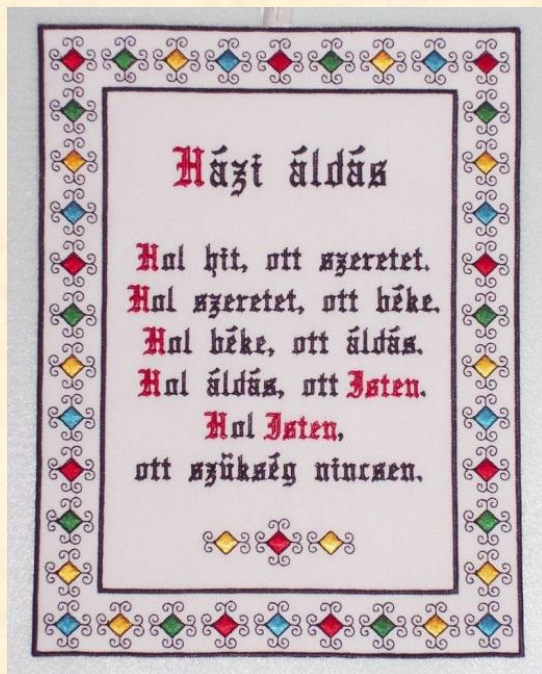 Házi áldás
Hol hit, ott szeretet.
Hol szeretet, ott béke.
Hol béke, ott áldás.
Hol áldás, ott Isten.
Hol Isten,
ott szükség nincsen.